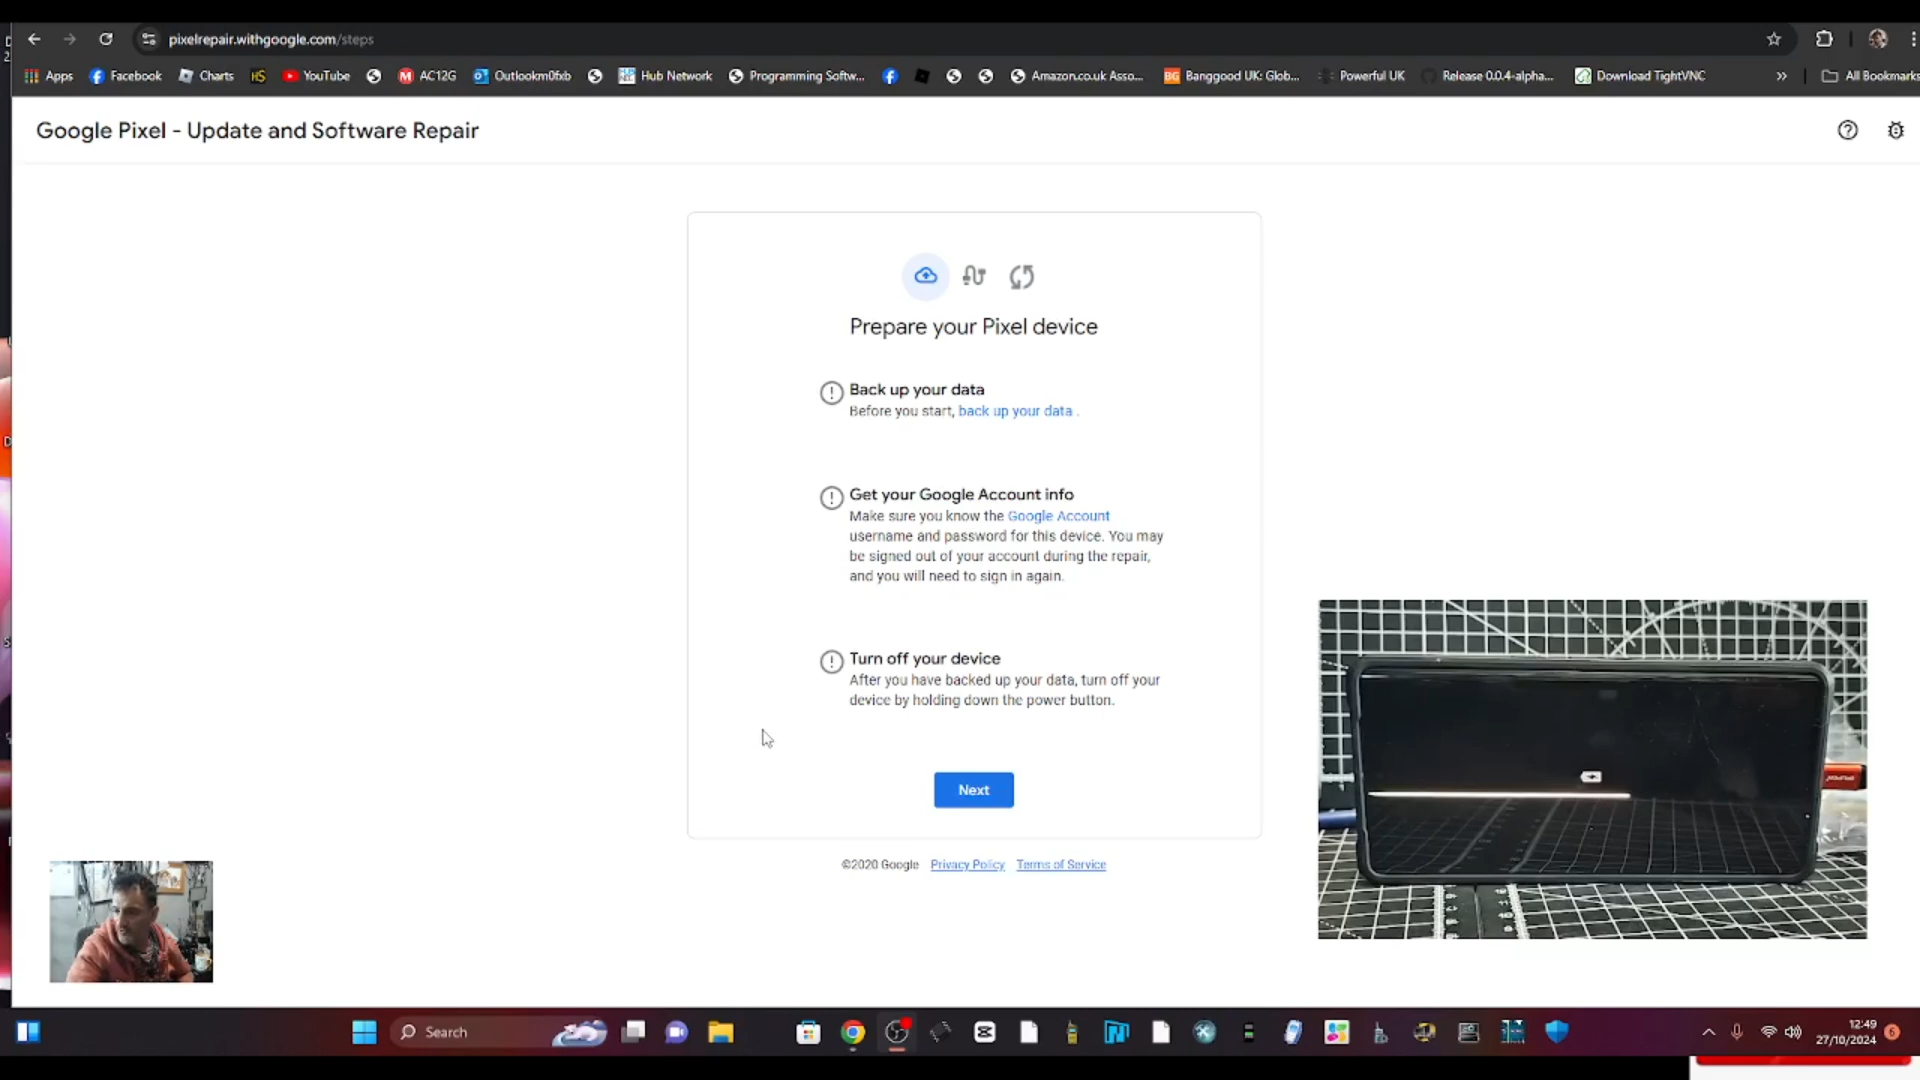 pixelrepair.withgoogle.com/steps
Apps Facebook Charts HS YouTube AC12G Outlookm0fxb Hub Network Programming Softw... Amazon.co.uk Asso... BG Banggood UK: Glob... Powerful UK Release 0.0.4-alpha... Download TightVNC » All Bookmarks
Google Pixel - Update and Software Repair
Prepare your Pixel device
Back up your data
Before you start, back up your data .
Get your Google Account info
Make sure you know the Google Account
username and password for this device. You may
be signed out of your account during the repair,
and you will need to sign in again.
Turn off your device
After you have backed up your data, turn off your
device by holding down the power button.
Next
©2020 Google Privacy Policy Terms of Service
Search
12:49
27/10/2024
6